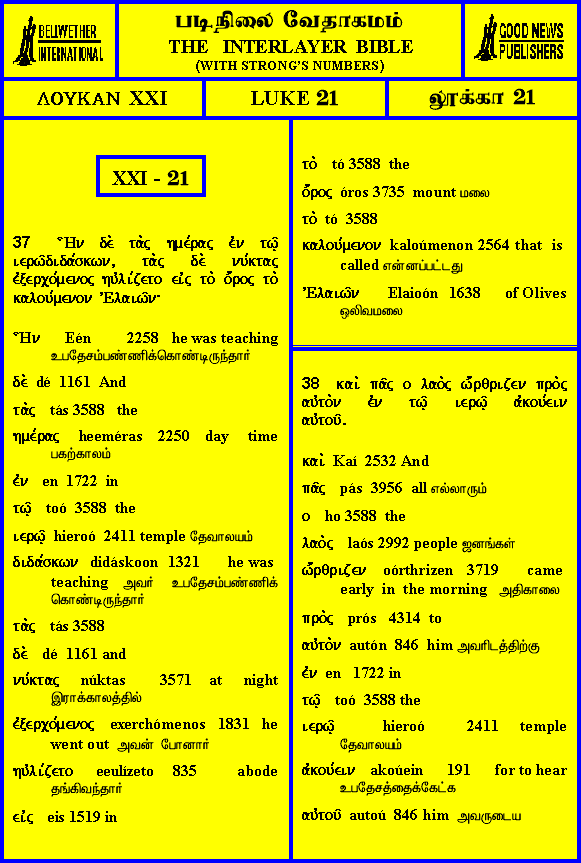 BELLWETHER
INTERNATIONAL
படிநிலை வேதாகமம்
THE INTERLAYER BIBLE
(WITH STRONG'S NUMBERS)
GOOD NEWS
PUBLISHERS
ΛΟΥΚΑΝ XXI
LUKE 21
லூக்கா 21
XXI - 21
37 Ἦν δὲ τὰς ημέρας ἐν τῷ
ιερῷδιδάσκων, τὰς δὲ νύκτας
ἐξερχόμενος ηὐλίζετο εἰς τὸ ὄρος τὸ
καλούμενον Ἐλαιῶν·
Ἦν Eén 2258 he was teaching
உபதேசம்பண்ணிக்கொண்டிருந்தார்
δὲ dé 1161 And
τὰς tás 3588 the
ημέρας heeméras 2250 day time
பகற்காலம்
ἐν en 1722 in
τῷ toó 3588 the
ιερῷ hieroó 2411 temple தேவாலயம்
διδάσκων didáskoon 1321 he was
teaching அவர் உபதேசம்பண்ணிக்
கொண்டிருந்தார்
τὰς tás 3588
δὲ dé 1161 and
νύκτας núktas 3571 at night
இராக்காலத்தில்
ἐξερχόμενος exerchómenos 1831 he
went out அவன் போனார்
ηὐλίζετο eeulízeto 835 abode
தங்கிவந்தார்
εἰς eis 1519 in
τὸ tó 3588 the
ὄρος óros 3735 mount மலை
τὸ tó 3588
καλούμενον kaloúmenon 2564 that is
called என்னப்பட்டது
Ἐλαιῶν Elaioón 1638 of Olives
ஒலிவமலை
38 καὶ πᾶς ο λαὸς ὤρθριζεν πρὸς
αὐτὸν ἐν τῷ ιερῷ ἀκούειν
αὐτοῦ.
καὶ Kaí 2532 And
πᾶς pás 3956 all எல்லாரும்
ο ho 3588 the
λαὸς laós 2992 people ஜனங்கள்
ὤρθριζεν oórthrizen 3719 came
early in the morning அதிகாலை
πρὸς prós 4314 to
αὐτὸν autón 846 him அவரிடத்திற்கு
ἐν en 1722 in
τῷ toó 3588 the
ιερῷ hieroó 2411 temple
தேவாலயம்
ἀκούειν akoúein 191 for to hear
உபதேசத்தைக்கேட்க
αὐτοῦ autoú 846 him அவருடைய